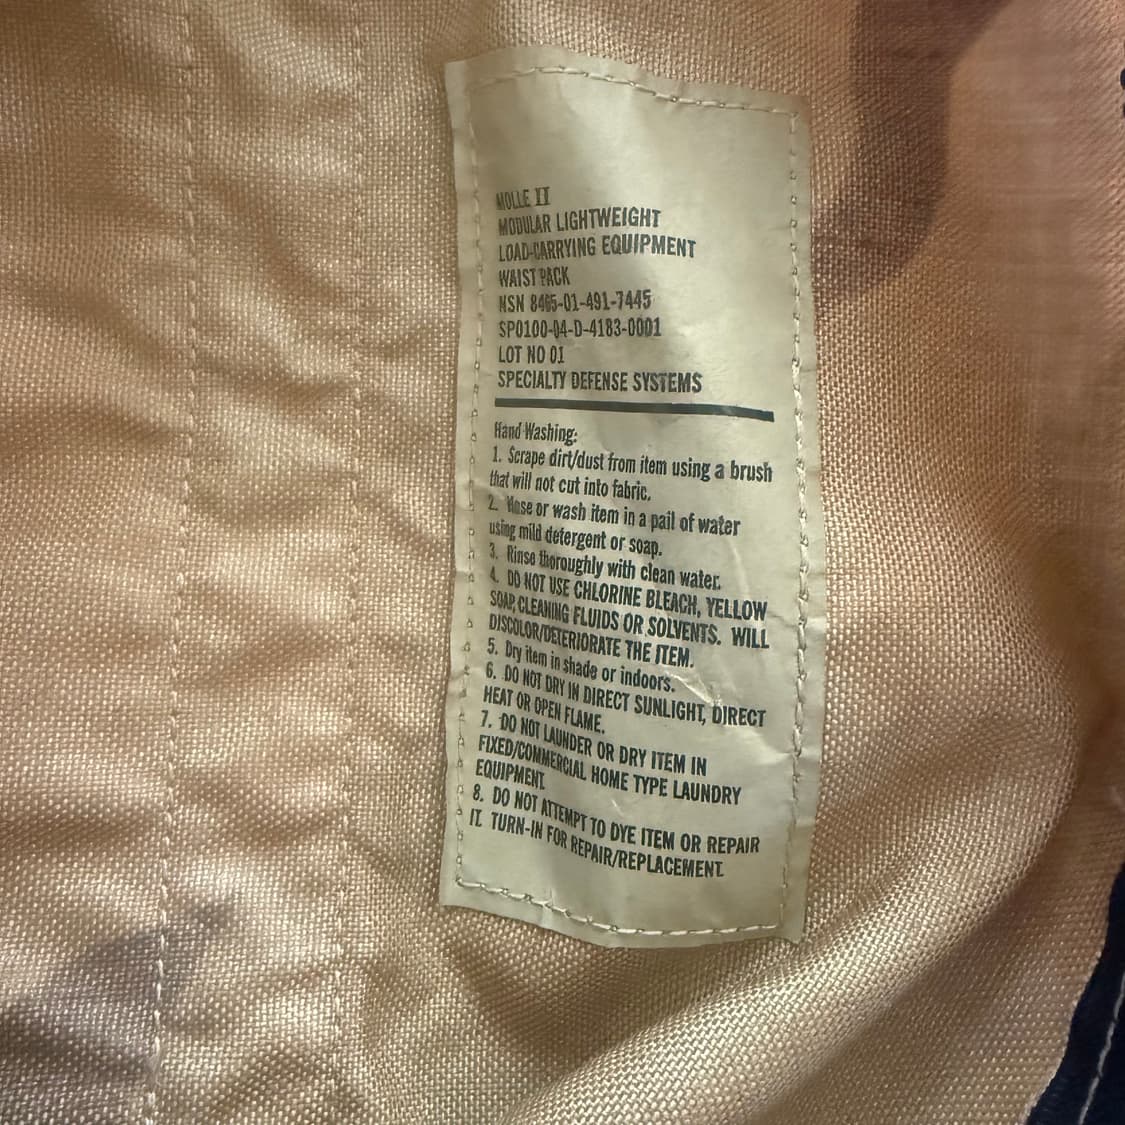 MOLLE II
MODULAR LIGHTWEIGHT
LOAD-CARRYING EQUIPMENT
WAIST PACK
NSN 8465-01-491-7445
SP0100-04-D-4183-0001
LOT NO 01
SPECIALTY DEFENSE SYSTEMS
Hand Washing:
1. Scrape dirt/dust from item using a brush
that will not cut into fabric.
2. Hose or wash item in a pail of water
using mild detergent or soap.
3. Rinse thoroughly with clean water.
4. DO NOT USE CHLORINE BLEACH, YELLOW
SOAP, CLEANING FLUIDS OR SOLVENTS. WILL
DISCOLOR/DETERIORATE THE ITEM.
5. Dry item in shade or indoors.
6. DO NOT DRY IN DIRECT SUNLIGHT, DIRECT
HEAT OR OPEN FLAME.
7. DO NOT LAUNDER OR DRY ITEM IN
FIXED/COMMERCIAL HOME TYPE LAUNDRY
EQUIPMENT.
8. DO NOT ATTEMPT TO DYE ITEM OR REPAIR
IT. TURN-IN FOR REPAIR/REPLACEMENT.